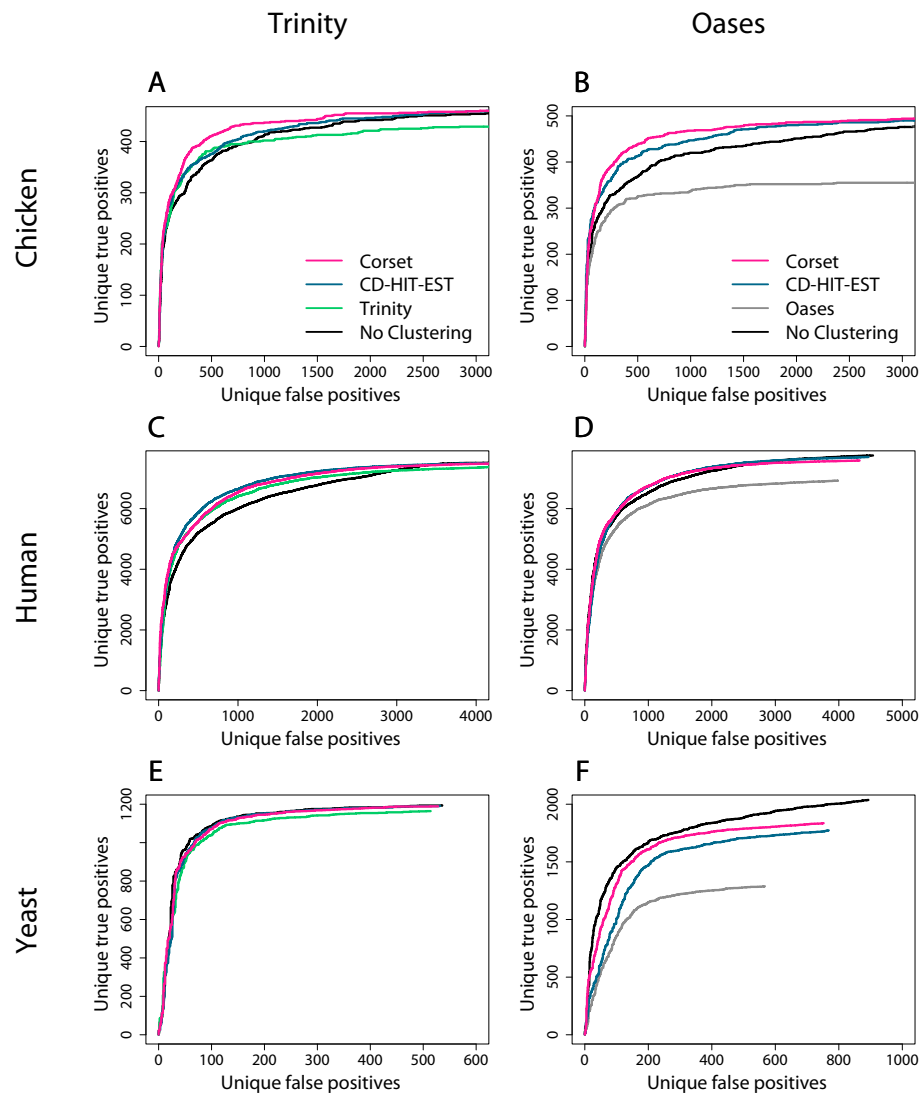 Trinity
Oases
Chicken
Human
Yeast
A
Unique true positives
0 100 200 300 400
0 500 1000 1500 2000 2500 3000
Unique false positives
Corset
CD-HIT-EST
Trinity
No Clustering
B
Unique true positives
0 100 200 300 400 500
0 500 1000 1500 2000 2500 3000
Unique false positives
Corset
CD-HIT-EST
Oases
No Clustering
C
Unique true positives
0 2000 4000 6000
0 1000 2000 3000 4000
Unique false positives
D
Unique true positives
0 2000 4000 6000
0 1000 2000 3000 4000 5000
Unique false positives
E
Unique true positives
0 200 400 600 800 1200
0 100 200 300 400 500 600
Unique false positives
F
Unique true positives
0 500 1000 1500 2000
0 200 400 600 800 1000
Unique false positives